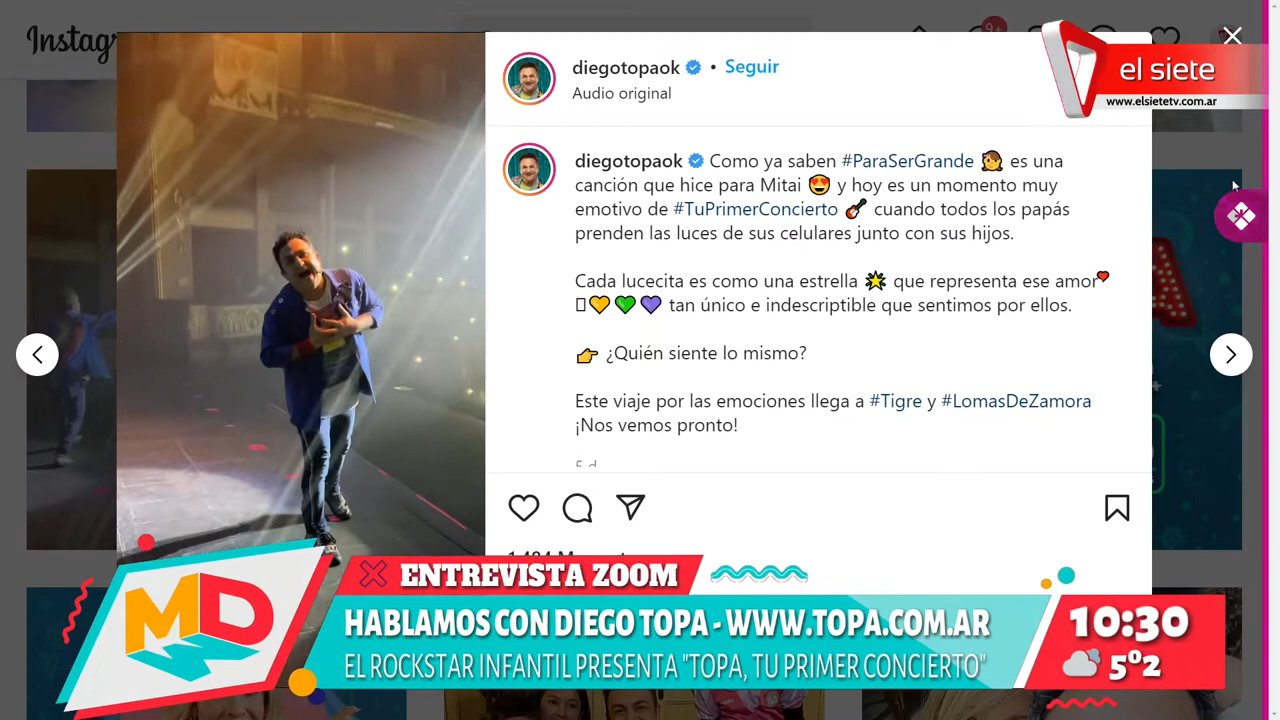 Instag
9+
el siete
www.elsietetv.com.ar
diegotopaok • Seguir
Audio original
diegotopaok Como ya saben #ParaSerGrande 👧 es una
canción que hice para Mitai 😍 y hoy es un momento muy
emotivo de #TuPrimerConcierto 🎸 cuando todos los papás
prenden las luces de sus celulares junto con sus hijos.
Cada lucecita es como una estrella 🌟 que representa ese amor❤
🧡💚💜 tan único e indescriptible que sentimos por ellos.
👉 ¿Quién siente lo mismo?
Este viaje por las emociones llega a #Tigre y #LomasDeZamora
¡Nos vemos pronto!
5 d
MD
ENTREVISTA ZOOM
HABLAMOS CON DIEGO TOPA - WWW.TOPA.COM.AR
EL ROCKSTAR INFANTIL PRESENTA "TOPA, TU PRIMER CONCIERTO"
10:30
5º2